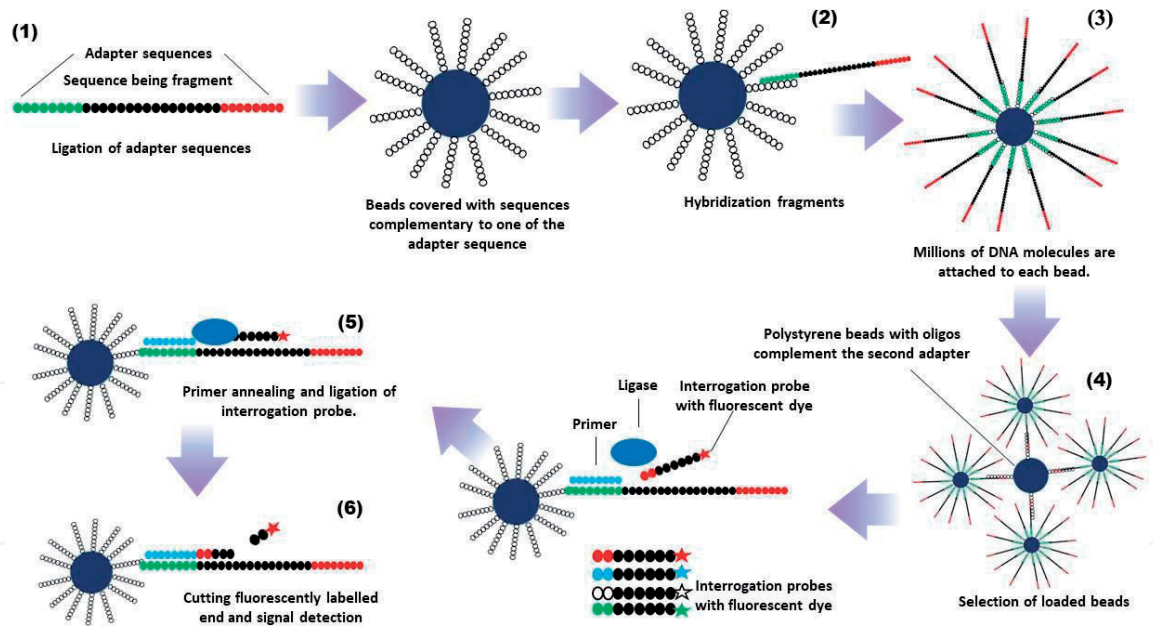 (1)
Adapter sequences
Sequence being fragment
Ligation of adapter sequences
Beads covered with sequences
complementary to one of the
adapter sequence
(2)
Hybridization fragments
(3)
Millions of DNA molecules are
attached to each bead.
Polystyrene beads with oligos
complement the second adapter
(4)
Selection of loaded beads
Ligase
Interrogation probe
with fluorescent dye
Primer
Interrogation probes
with fluorescent dye
(5)
Primer annealing and ligation of
interrogation probe.
(6)
Cutting fluorescently labelled
end and signal detection